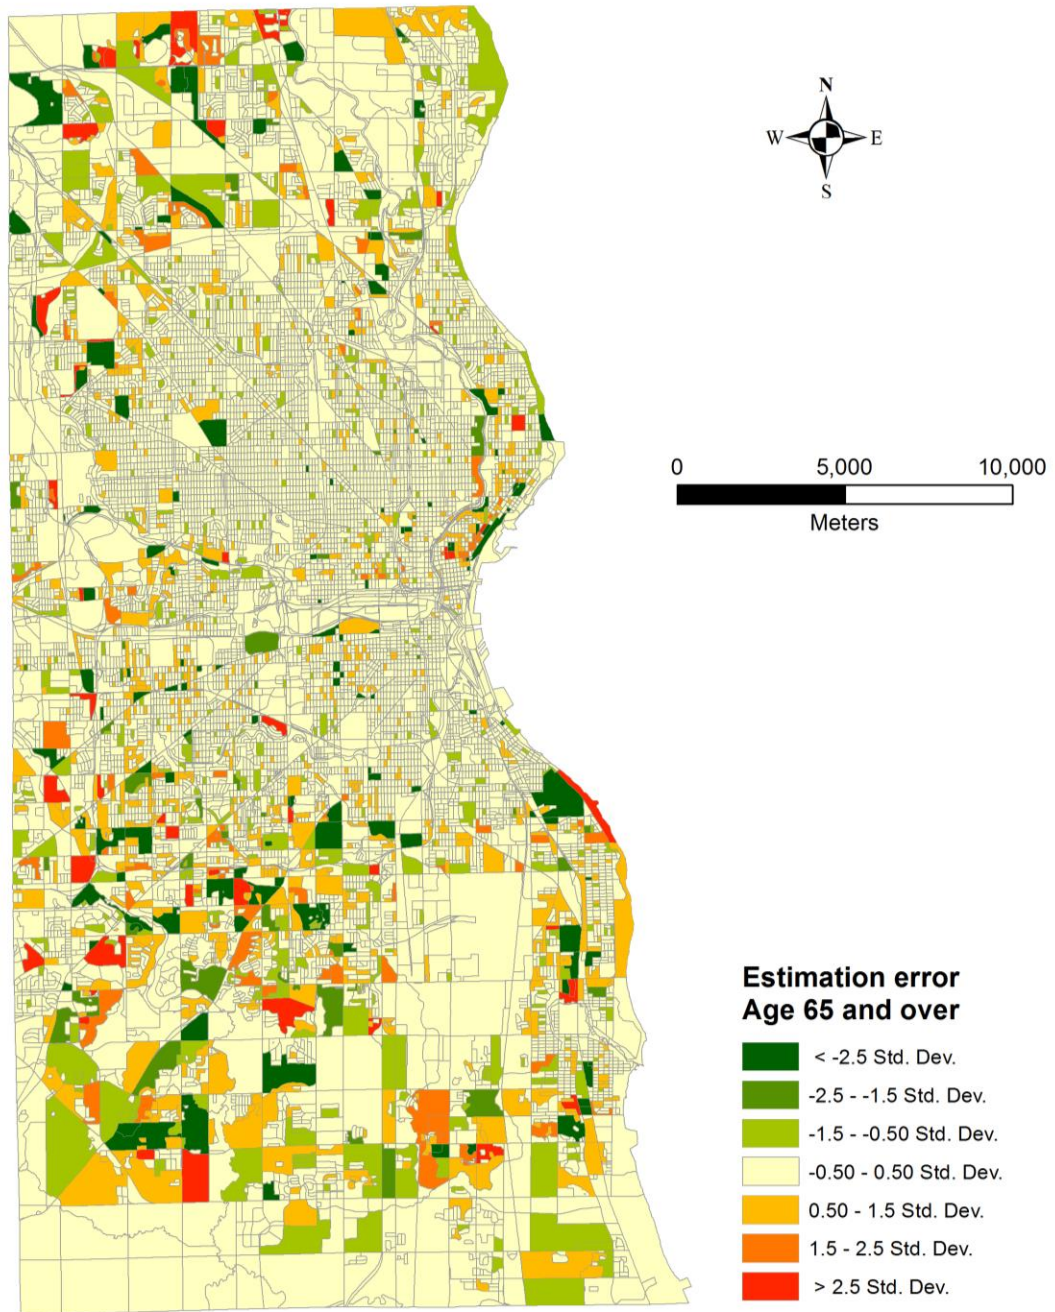 N
W E
S
0 5,000 10,000
Meters
Estimation error
Age 65 and over
< -2.5 Std. Dev.
-2.5 - -1.5 Std. Dev.
-1.5 - -0.50 Std. Dev.
-0.50 - 0.50 Std. Dev.
0.50 - 1.5 Std. Dev.
1.5 - 2.5 Std. Dev.
> 2.5 Std. Dev.